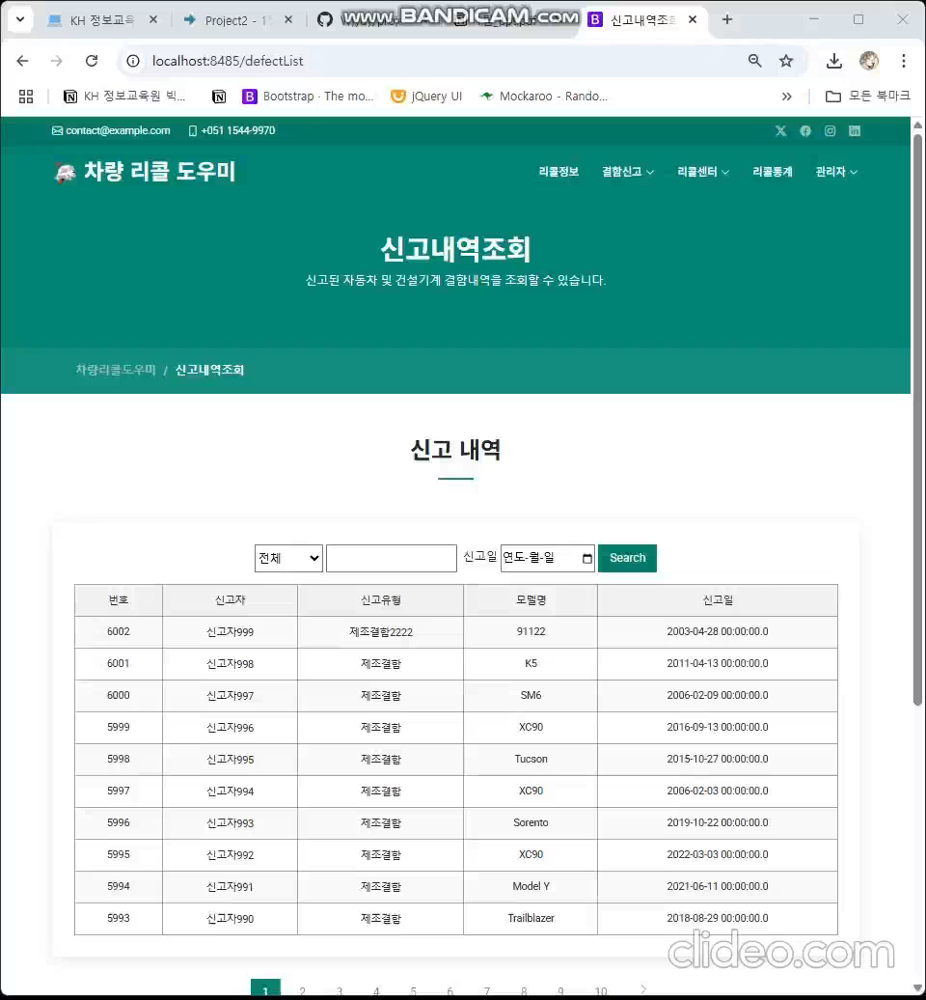 KH 정보교육
Project2 - 1
www.BANDICAM.com
신고내역조회
localhost:8485/defectList
KH 정보교육원 빅...
Bootstrap · The mo...
jQuery UI
Mockaroo - Rando...
모든 북마크
contact@example.com +051 1544-9970
차량 리콜 도우미
리콜정보 결함신고 리콜센터 리콜통계 관리자
신고내역조회
신고된 자동차 및 건설기계 결함내역을 조회할 수 있습니다.
차량리콜도우미 / 신고내역조회
신고 내역
전체 신고일 연도-월-일 Search
번호 신고자 신고유형 모델명 신고일
6002 신고자999 제조결함2222 91122 2003-04-28 00:00:00.0
6001 신고자998 제조결함 K5 2011-04-13 00:00:00.0
6000 신고자997 제조결함 SM6 2006-02-09 00:00:00.0
5999 신고자996 제조결함 XC90 2016-09-13 00:00:00.0
5998 신고자995 제조결함 Tucson 2015-10-27 00:00:00.0
5997 신고자994 제조결함 XC90 2006-02-03 00:00:00.0
5996 신고자993 제조결함 Sorento 2019-10-22 00:00:00.0
5995 신고자992 제조결함 XC90 2022-03-03 00:00:00.0
5994 신고자991 제조결함 Model Y 2021-06-11 00:00:00.0
5993 신고자990 제조결함 Trailblazer 2018-08-29 00:00:00.0
clideo.com
1 2 3 4 5 6 7 8 9 10